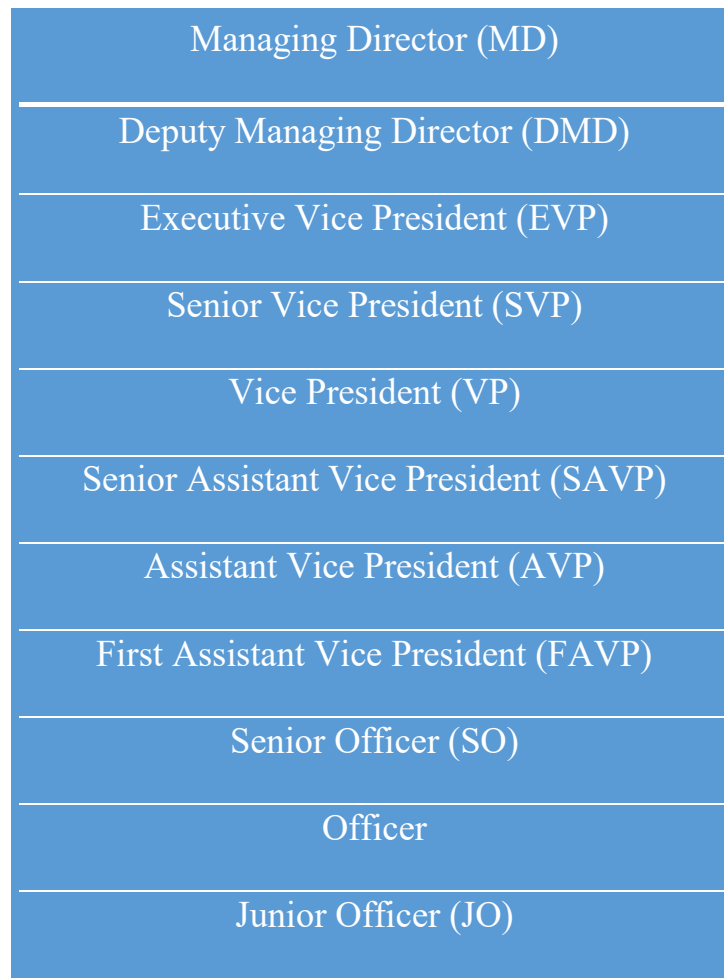 Managing Director (MD)
Deputy Managing Director (DMD)
Executive Vice President (EVP)
Senior Vice President (SVP)
Vice President (VP)
Senior Assistant Vice President (SAVP)
Assistant Vice President (AVP)
First Assistant Vice President (FAVP)
Senior Officer (SO)
Officer
Junior Officer (JO)